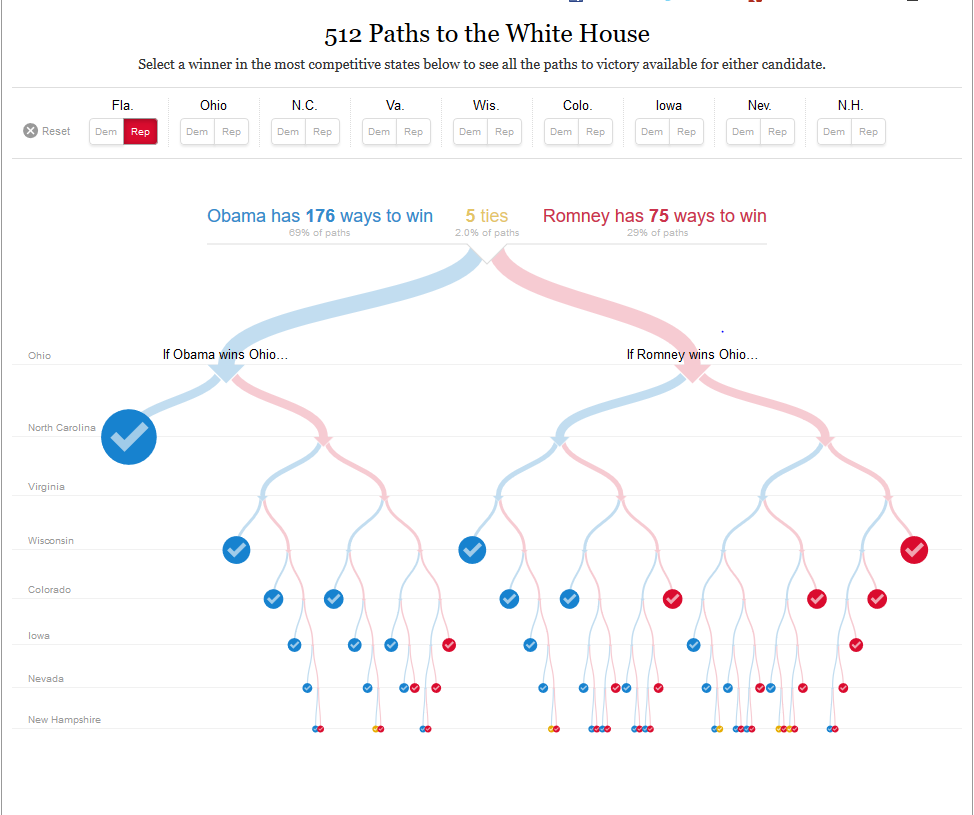 512 Paths to the White House
Select a winner in the most competitive states below to see all the paths to victory available for either candidate.
Fla. Ohio N.C. Va. Wis. Colo. Iowa Nev. N.H.
Reset Dem Rep Dem Rep Dem Rep Dem Rep Dem Rep Dem Rep Dem Rep Dem Rep Dem Rep
Obama has 176 ways to win 5 ties Romney has 75 ways to win
69% of paths 2.0% of paths 29% of paths
Ohio If Obama wins Ohio... If Romney wins Ohio...
North Carolina
Virginia
Wisconsin
Colorado
Iowa
Nevada
New Hampshire